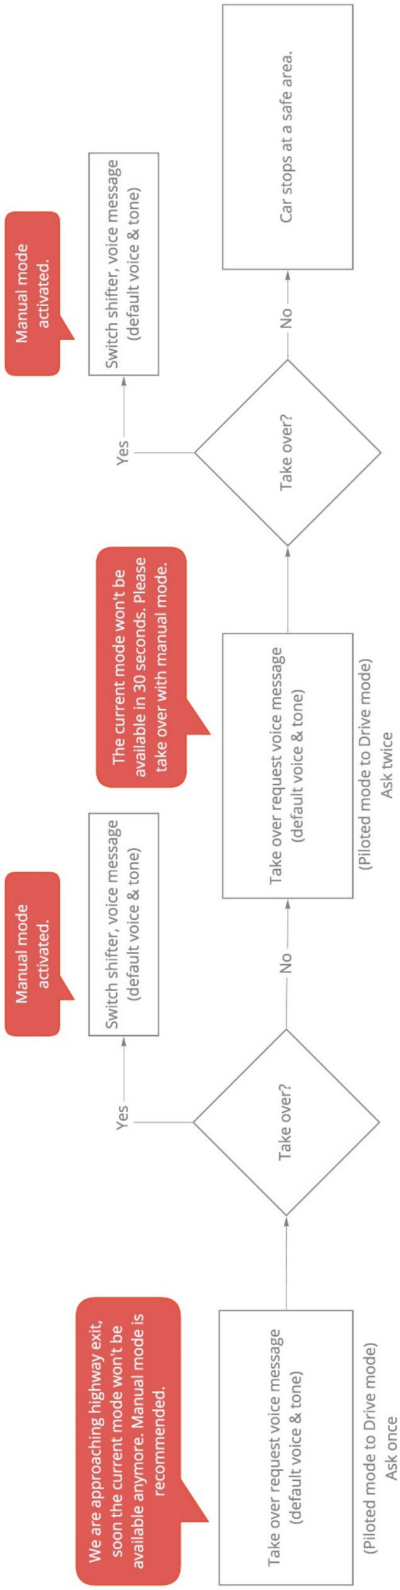 We are approaching highway exit,
soon the current mode won't be
available anymore. Manual mode is
recommended.
Take over request voice message
(default voice & tone)
(Piloted mode to Drive mode)
Ask once
Take over?
Yes
Manual mode
activated.
Switch shifter, voice message
(default voice & tone)
No
The current mode won't be
available in 30 seconds. Please
take over with manual mode.
Take over request voice message
(default voice & tone)
(Piloted mode to Drive mode)
Ask twice
Take over?
Yes
Manual mode
activated.
Switch shifter, voice message
(default voice & tone)
No
Car stops at a safe area.